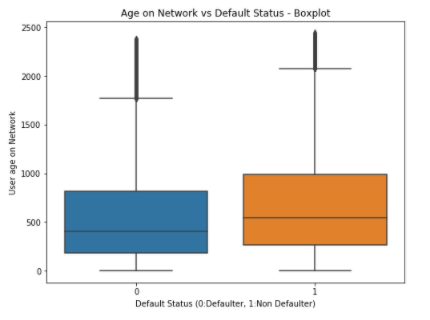 Age on Network vs Default Status - Boxplot
2500
2000
1500
1000
500
0
User age on Network
0
1
Default Status (0:Defaulter, 1:Non Defaulter)